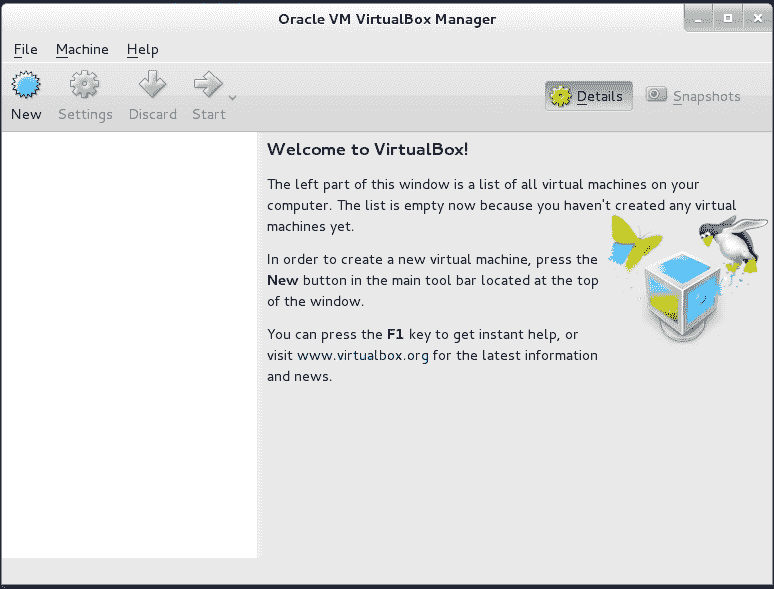 Oracle VM VirtualBox Manager
File Machine Help
New Settings Discard Start Details Snapshots
Welcome to VirtualBox!
The left part of this window is a list of all virtual machines on your
computer. The list is empty now because you haven't created any virtual
machines yet.
In order to create a new virtual machine, press the
New button in the main tool bar located at the top
of the window.
You can press the F1 key to get instant help, or
visit www.virtualbox.org for the latest information
and news.